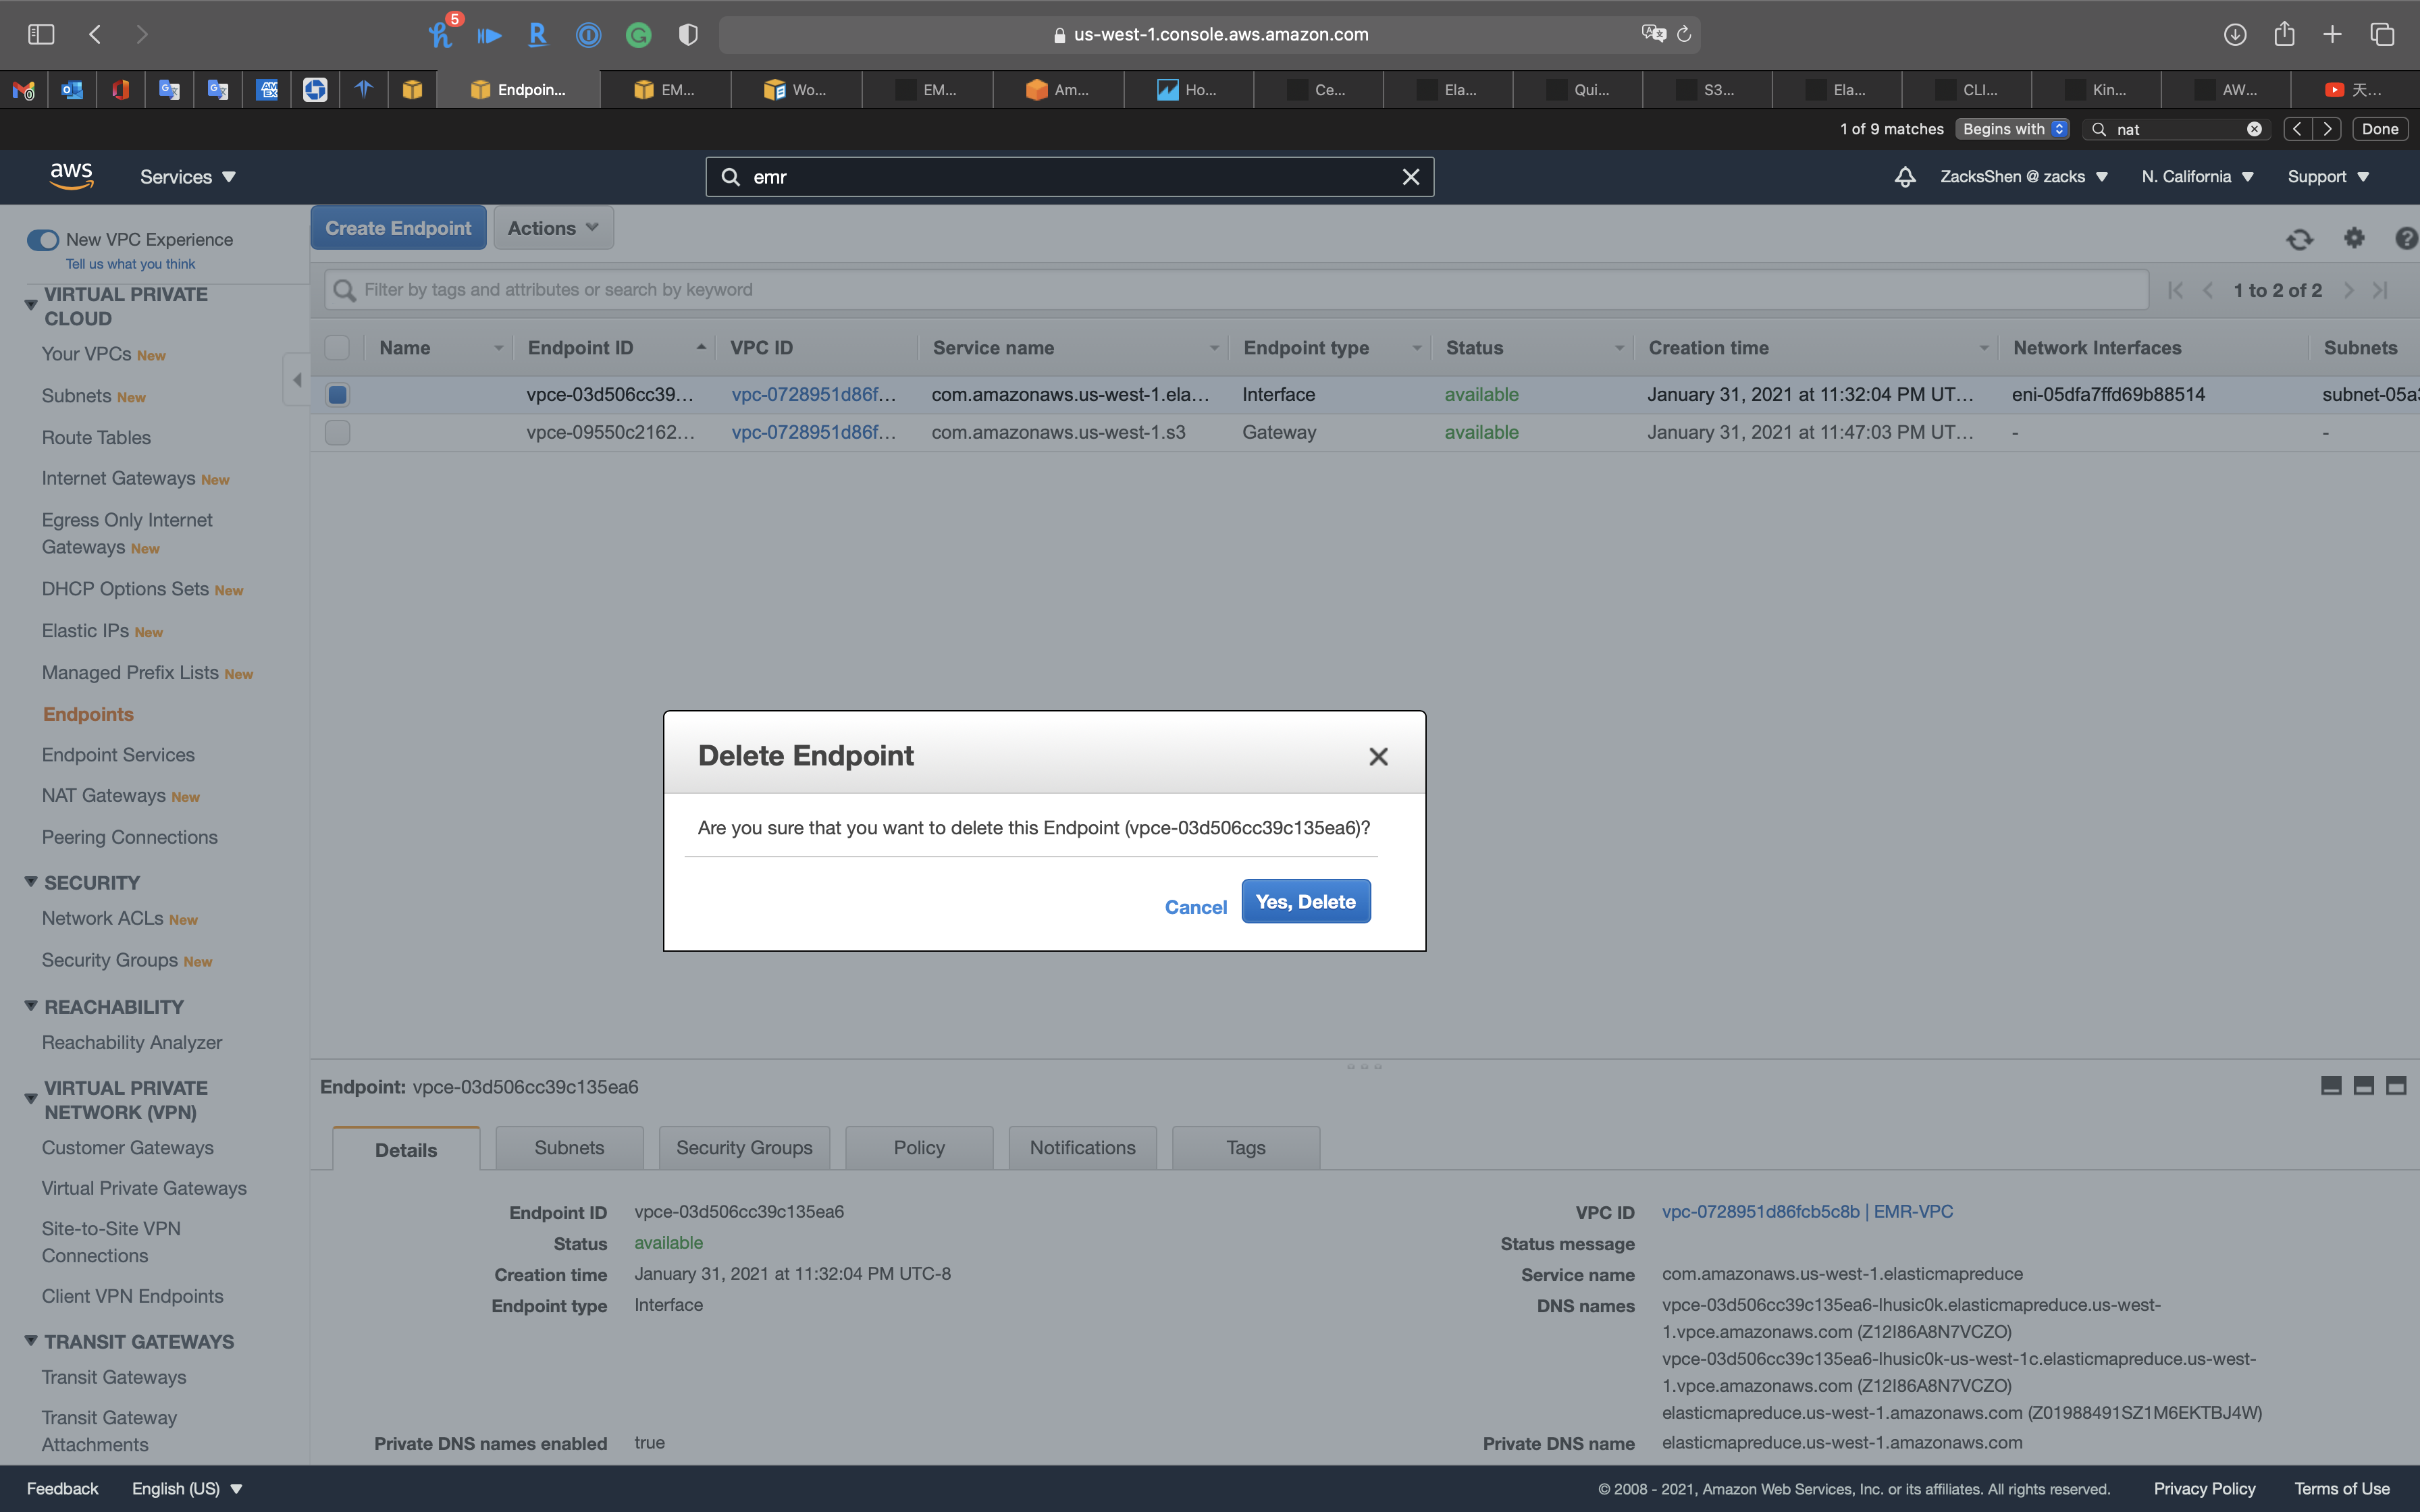 5
us-west-1.console.aws.amazon.com
Endpoin...
EM...
Wo...
EM...
Am...
Ho...
Ce...
Ela...
Qui...
S3...
Ela...
CLI...
Kin...
AW...
天...
1 of 9 matches
Begins with
nat
Done
aws
Services
emr
ZacksShen @ zacks
N. California
Support
New VPC Experience
Tell us what you think
VIRTUAL PRIVATE
CLOUD
Your VPCs New
Subnets New
Route Tables
Internet Gateways New
Egress Only Internet
Gateways New
DHCP Options Sets New
Elastic IPs New
Managed Prefix Lists New
Endpoints
Endpoint Services
NAT Gateways New
Peering Connections
SECURITY
Network ACLs New
Security Groups New
REACHABILITY
Reachability Analyzer
VIRTUAL PRIVATE
NETWORK (VPN)
Customer Gateways
Virtual Private Gateways
Site-to-Site VPN
Connections
Client VPN Endpoints
TRANSIT GATEWAYS
Transit Gateways
Transit Gateway
Attachments
Create Endpoint
Actions
Filter by tags and attributes or search by keyword
1 to 2 of 2
Name Endpoint ID VPC ID Service name Endpoint type Status Creation time Network Interfaces Subnets
vpce-03d506cc39... vpc-0728951d86f... com.amazonaws.us-west-1.ela... Interface available January 31, 2021 at 11:32:04 PM UT... eni-05dfa7ffd69b88514 subnet-05a3
vpce-09550c2162... vpc-0728951d86f... com.amazonaws.us-west-1.s3 Gateway available January 31, 2021 at 11:47:03 PM UT... - -
Delete Endpoint
Are you sure that you want to delete this Endpoint (vpce-03d506cc39c135ea6)?
Cancel
Yes, Delete
Endpoint: vpce-03d506cc39c135ea6
Details
Subnets
Security Groups
Policy
Notifications
Tags
Endpoint ID vpce-03d506cc39c135ea6
Status available
Creation time January 31, 2021 at 11:32:04 PM UTC-8
Endpoint type Interface
Private DNS names enabled true
VPC ID vpc-0728951d86fcb5c8b | EMR-VPC
Status message
Service name com.amazonaws.us-west-1.elasticmapreduce
DNS names vpce-03d506cc39c135ea6-lhusic0k.elasticmapreduce.us-west-
1.vpce.amazonaws.com (Z12I86A8N7VCZO)
vpce-03d506cc39c135ea6-lhusic0k-us-west-1c.elasticmapreduce.us-west-
1.vpce.amazonaws.com (Z12I86A8N7VCZO)
elasticmapreduce.us-west-1.amazonaws.com (Z01988491SZ1M6EKTBJ4W)
Private DNS name elasticmapreduce.us-west-1.amazonaws.com
Feedback
English (US)
© 2008 - 2021, Amazon Web Services, Inc. or its affiliates. All rights reserved.
Privacy Policy
Terms of Use